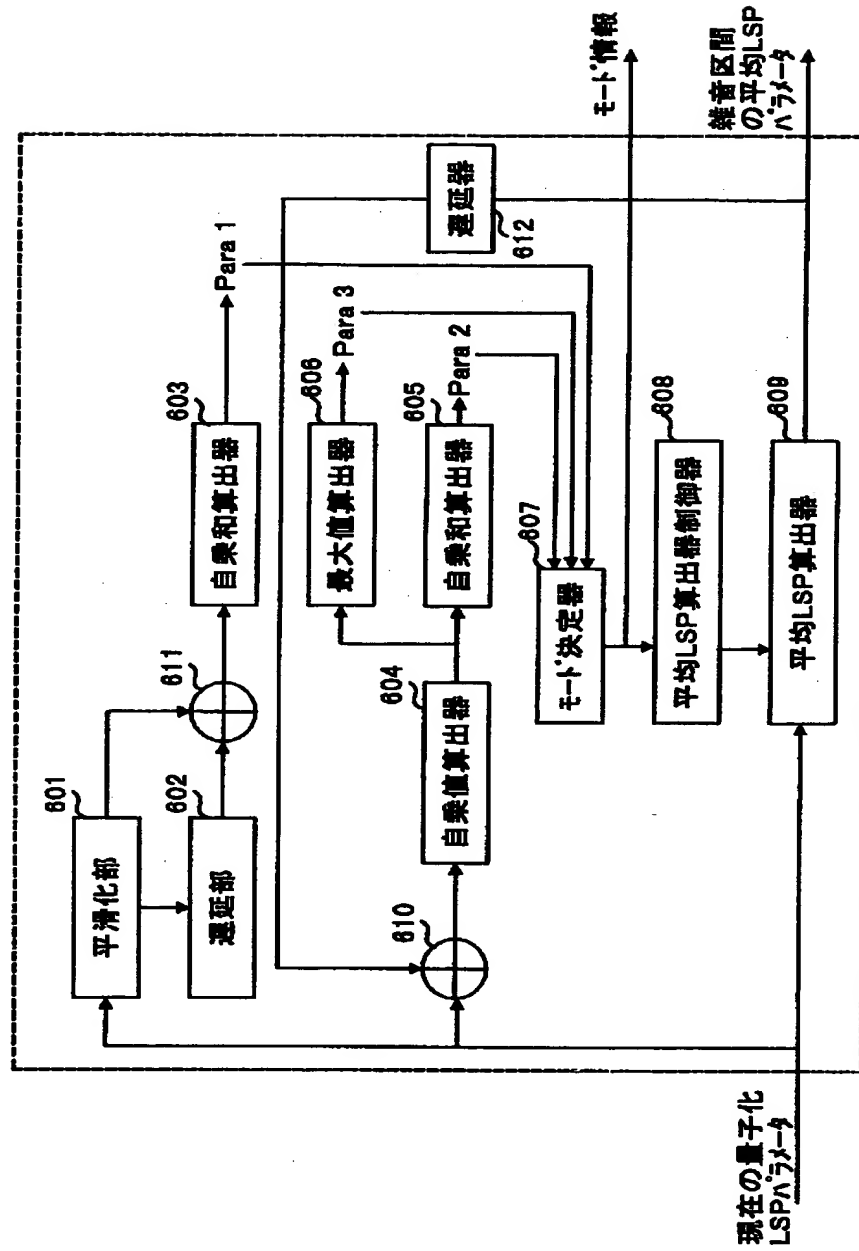 現在の量子化
LSPパラメータ
601
平滑化部
602
遅延部
611
603
自乗和算出器
Para 1
610
604
自乗値算出器
606
最大値算出器
Para 3
605
自乗和算出器
Para 2
遅延器
612
607
モード決定器
モード情報
608
平均LSP算出器制御器
609
平均LSP算出器
雑音区間
の平均LSP
パラメータ